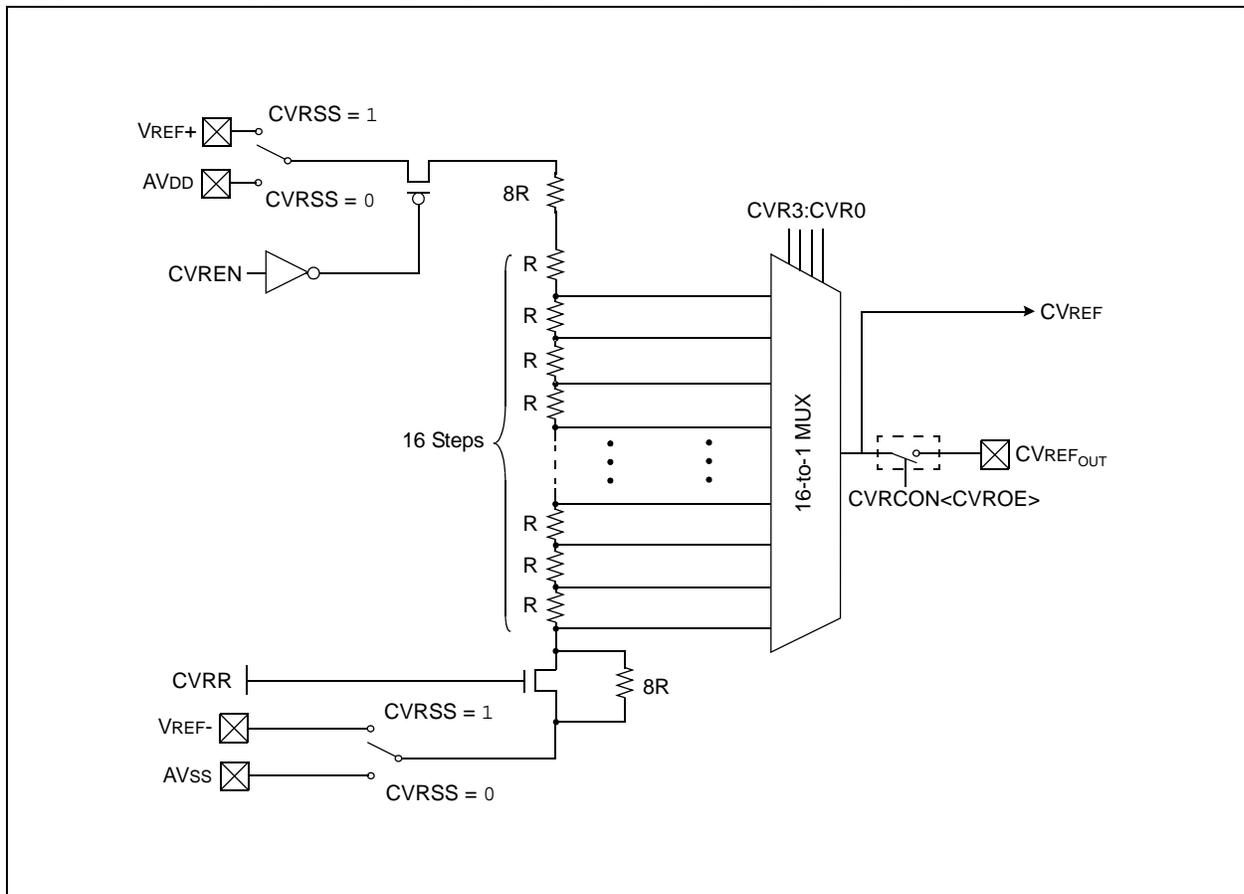 CVRSS = 1
VREF+
AVDD
8R
CVRSS = 0
CVR3:CVR0
CVREN
R
R
CVREF
R
R
16 Steps
16-to-1 MUX
CVREFOUT
CVRCON<CVROE>
R
R
R
CVRR
8R
CVRSS = 1
VREF-
AVSS
CVRSS = 0